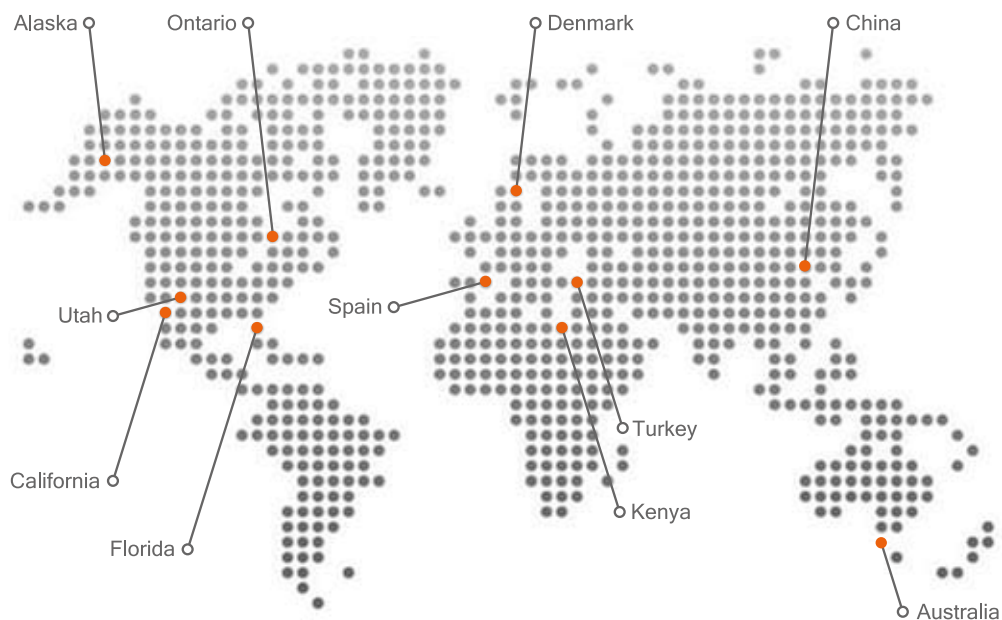 Alaska
Ontario
Denmark
China
Utah
Spain
Turkey
California
Kenya
Florida
Australia